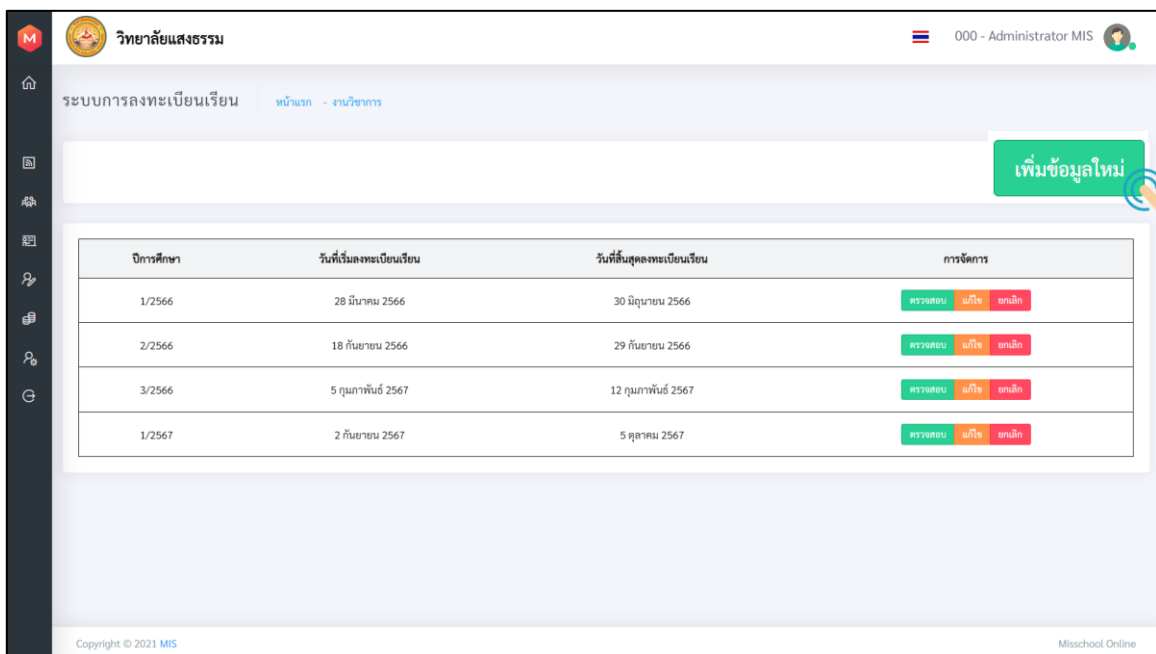 M
วิทยาลัยแสงธรรม
000 - Administrator MIS
ระบบการลงทะเบียนเรียน หน้าแรก - งานวิชาการ
เพิ่มข้อมูลใหม่
ปีการศึกษา วันที่เริ่มลงทะเบียนเรียน วันที่สิ้นสุดลงทะเบียนเรียน การจัดการ
1/2566 28 มีนาคม 2566 30 มิถุนายน 2566 ตรวจสอบ แก้ไข ยกเลิก
2/2566 18 กันยายน 2566 29 กันยายน 2566 ตรวจสอบ แก้ไข ยกเลิก
3/2566 5 กุมภาพันธ์ 2567 12 กุมภาพันธ์ 2567 ตรวจสอบ แก้ไข ยกเลิก
1/2567 2 กันยายน 2567 5 ตุลาคม 2567 ตรวจสอบ แก้ไข ยกเลิก
Copyright © 2021 MIS Misschool Online